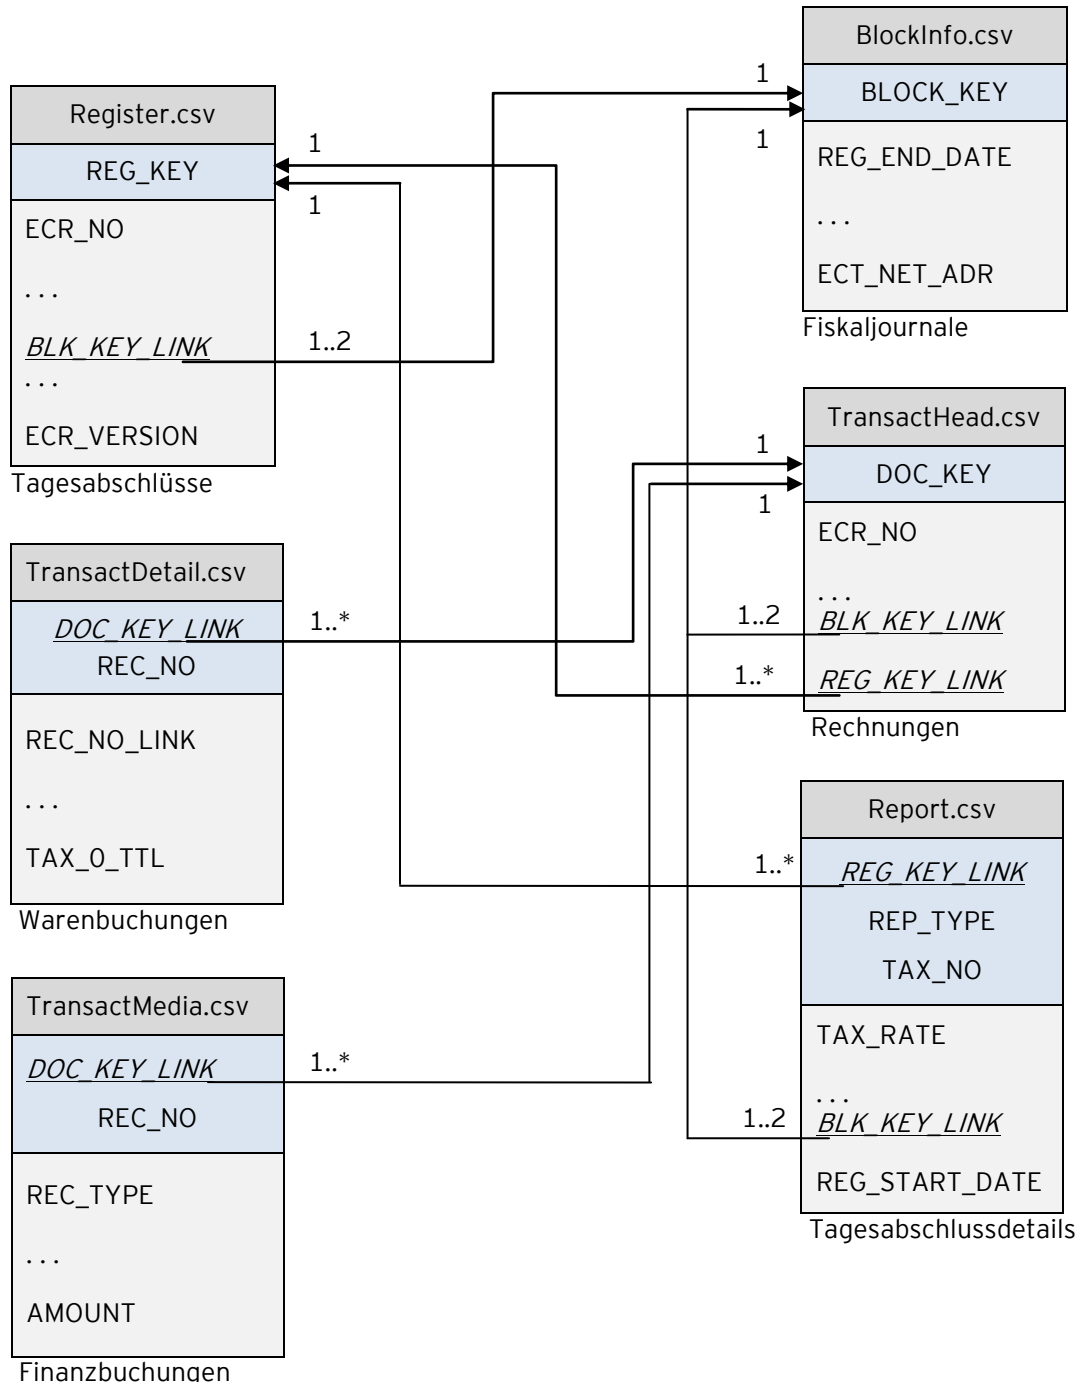 BlockInfo.csv
BLOCK_KEY
REG_END_DATE
...
ECT_NET_ADR
Fiskaljournale
1
1
Register.csv
REG_KEY
ECR_NO
...
BLK_KEY_LINK
...
ECR_VERSION
Tagesabschlüsse
1
1
1..2
TransactHead.csv
DOC_KEY
ECR_NO
...
BLK_KEY_LINK
REG_KEY_LINK
Rechnungen
1
1
1..2
1..*
TransactDetail.csv
DOC_KEY_LINK
REC_NO
REC_NO_LINK
...
TAX_0_TTL
Warenbuchungen
1..*
Report.csv
REG_KEY_LINK
REP_TYPE
TAX_NO
TAX_RATE
...
BLK_KEY_LINK
REG_START_DATE
Tagesabschlussdetails
1..*
1..2
TransactMedia.csv
DOC_KEY_LINK
REC_NO
REC_TYPE
...
AMOUNT
Finanzbuchungen
1..*